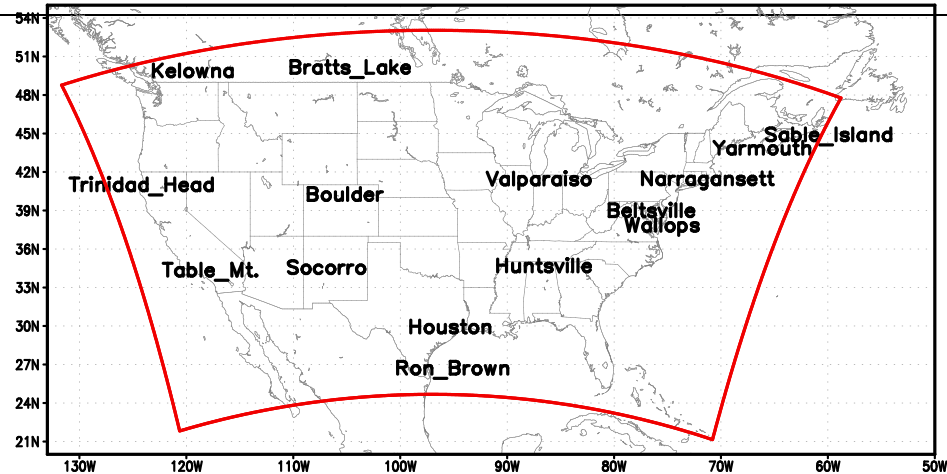 54N
51N
Kelowna
Bratts_Lake
48N
45N
Sable_Island
Yarmouth
42N
Trinidad_Head
Boulder
Valparaiso
Narragansett
39N
Beltsville
Wallops
36N
Table_Mt.
Socorro
Huntsville
33N
30N
Houston
27N
Ron_Brown
24N
21N
130W 120W 110W 100W 90W 80W 70W 60W 50W